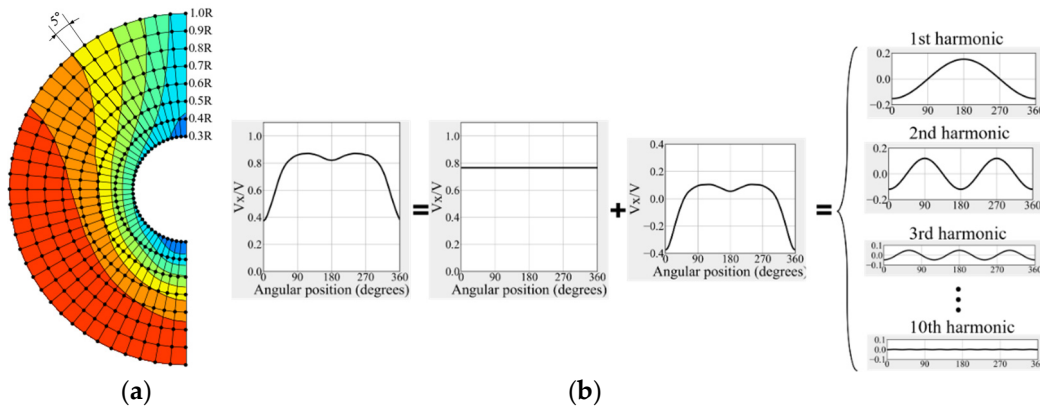 5°
1.0R
0.9R
0.8R
0.7R
0.6R
0.5R
0.4R
0.3R
Vx/V
1.0
0.8
0.6
0.4
0.2
0.0
0 90 180 270 360
Angular position (degrees)
=
Vx/V
1.0
0.8
0.6
0.4
0.2
0.0
0 90 180 270 360
Angular position (degrees)
+
Vx/V
0.4
0.2
0.0
−0.2
−0.4
0 90 180 270 360
Angular position (degrees)
=
1st harmonic
0.2
0.0
−0.2
0 90 180 270 360
2nd harmonic
0.2
0.0
−0.2
0 90 180 270 360
3rd harmonic
0.1
0.0
−0.1
0 90 180 270 360
10th harmonic
0.1
0.0
−0.1
0 90 180 270 360
(a)
(b)